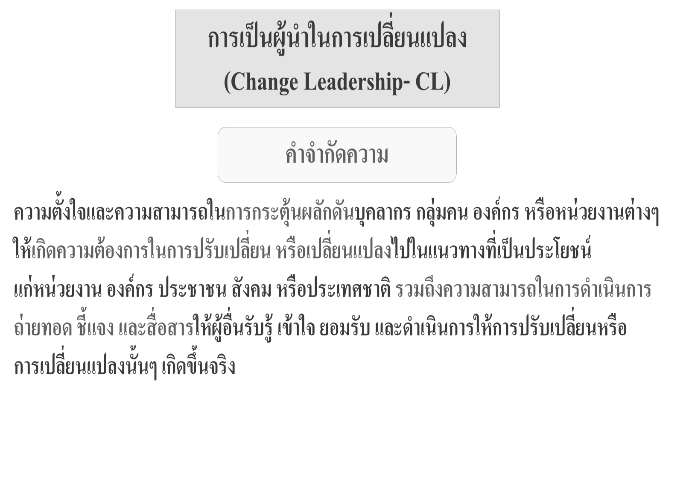 การเป็นผู้นำในการเปลี่ยนแปลง
(Change Leadership- CL)
คำจำกัดความ
ความตั้งใจและความสามารถในการกระตุ้นผลักดันบุคลากร กลุ่มคน องค์กร หรือหน่วยงานต่างๆ
ให้เกิดความต้องการในการปรับเปลี่ยน หรือเปลี่ยนแปลงไปในแนวทางที่เป็นประโยชน์
แก่หน่วยงาน องค์กร ประชาชน สังคม หรือประเทศชาติ รวมถึงความสามารถในการดำเนินการ
ถ่ายทอด ชี้แจง และสื่อสารให้ผู้อื่นรับรู้ เข้าใจ ยอมรับ และดำเนินการให้การปรับเปลี่ยนหรือ
การเปลี่ยนแปลงนั้นๆ เกิดขึ้นจริง